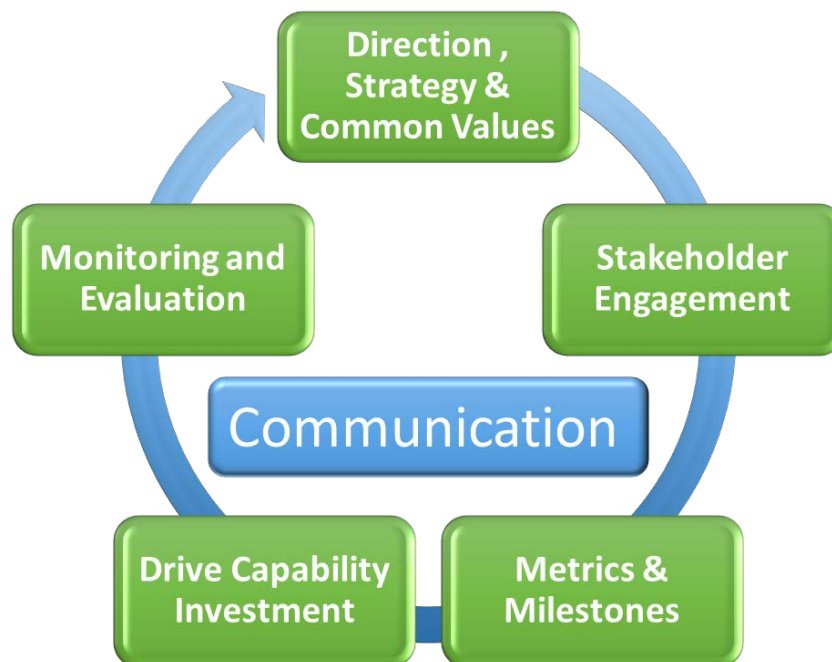 Direction ,
Strategy &
Common Values
Stakeholder
Engagement
Metrics &
Milestones
Drive Capability
Investment
Monitoring and
Evaluation
Communication